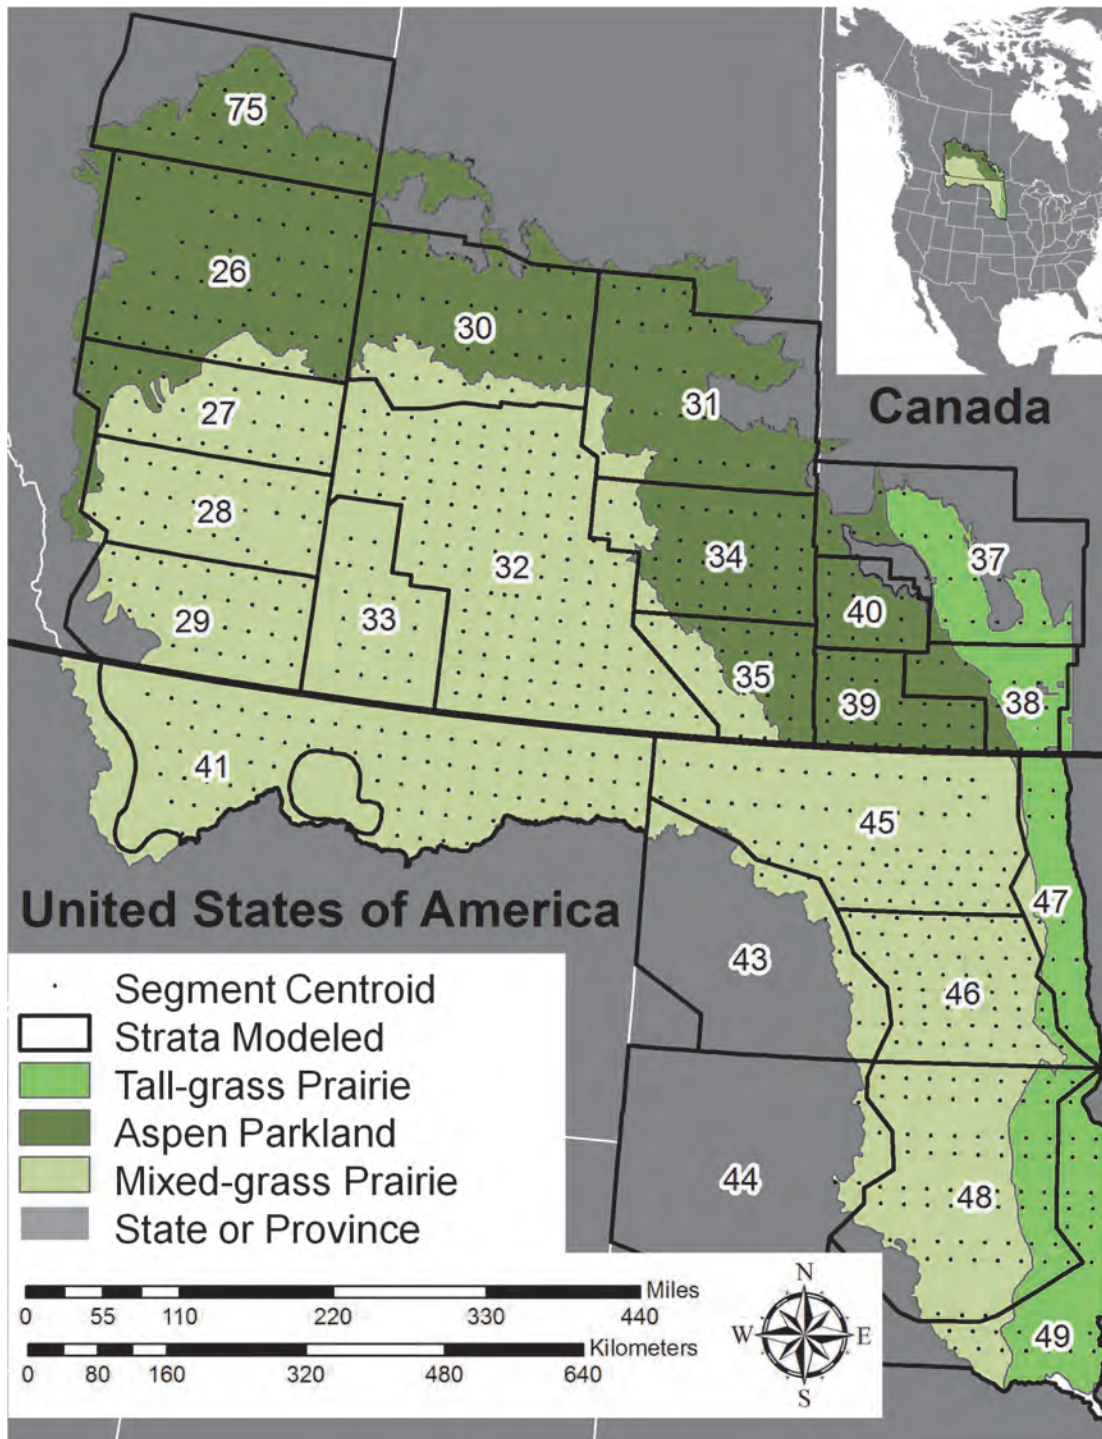 75
26
30
31
Canada
27
28
34
37
32
40
29
33
35
39
38
41
45
47
United States of America
43
46
44
48
49
Segment Centroid
Strata Modeled
Tall-grass Prairie
Aspen Parkland
Mixed-grass Prairie
State or Province
Miles
0 55 110 220 330 440
Kilometers
0 80 160 320 480 640
N
W E
S